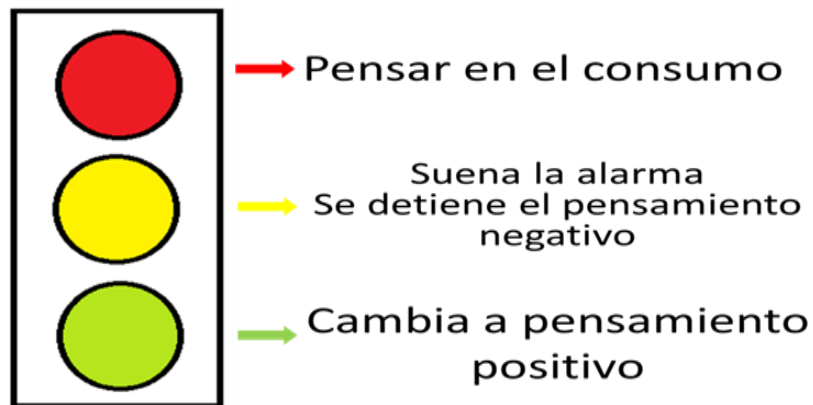 Pensar en el consumo
Suena la alarma
Se detiene el pensamiento
negativo
Cambia a pensamiento
positivo